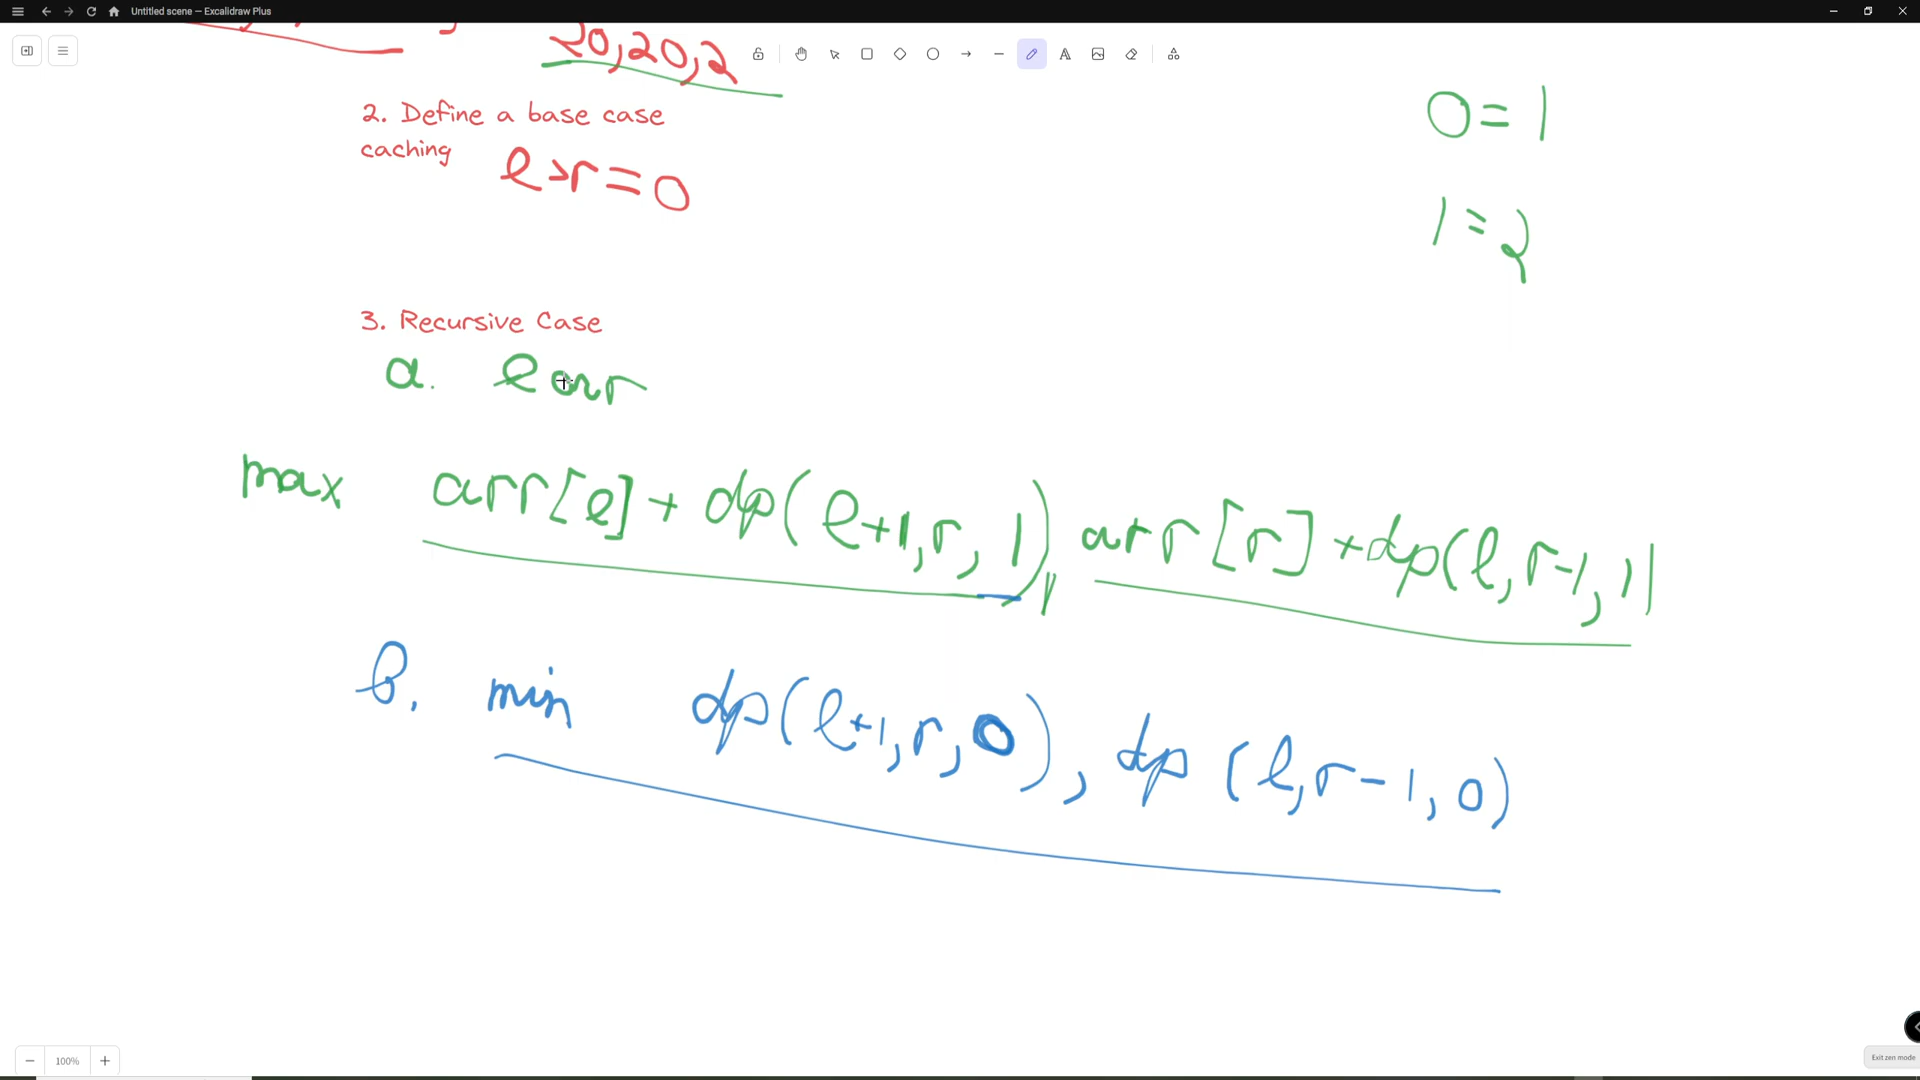 Untitled scene — Excalidraw Plus
20,20,2
2. Define a base case
caching
l>r=0
0=1
1=2
3. Recursive Case
a. l or r
max arr[l]+dp(l+1,r,1), arr[r]+dp(l,r-1,1)
b. min dp(l+1,r,0), dp(l,r-1,0)
100%
Exit zen mode